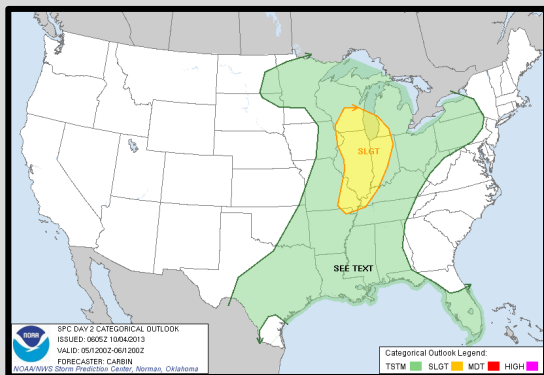 SLGT
SEE TEXT
NOAA
SPC DAY 2 CATEGORICAL OUTLOOK
ISSUED: 0605Z 10/04/2013
VALID: 05/1200Z-06/1200Z
FORECASTER: CARBIN
NOAA/NWS Storm Prediction Center, Norman, Oklahoma
Categorical Outlook Legend:
TSTM SLGT MDT HIGH